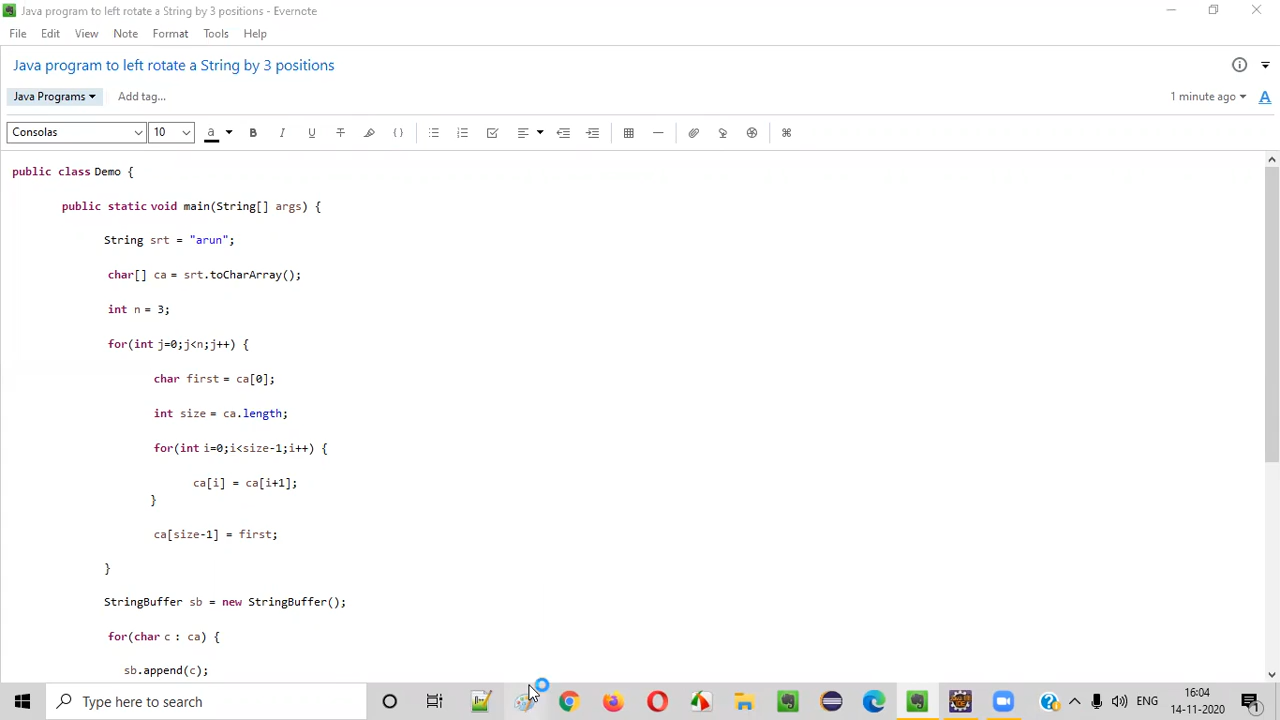 Java program to left rotate a String by 3 positions - Evernote
File Edit View Note Format Tools Help
Java program to left rotate a String by 3 positions
Java Programs Add tag... 1 minute ago A
Consolas 10 a B I U T { }
public class Demo {
public static void main(String[] args) {
String srt = "arun";
char[] ca = srt.toCharArray();
int n = 3;
for(int j=0;j<n;j++) {
char first = ca[0];
int size = ca.length;
for(int i=0;i<size-1;i++) {
ca[i] = ca[i+1];
}
ca[size-1] = first;
}
StringBuffer sb = new StringBuffer();
for(char c : ca) {
sb.append(c);
Type here to search
ENG
16:04
14-11-2020
1